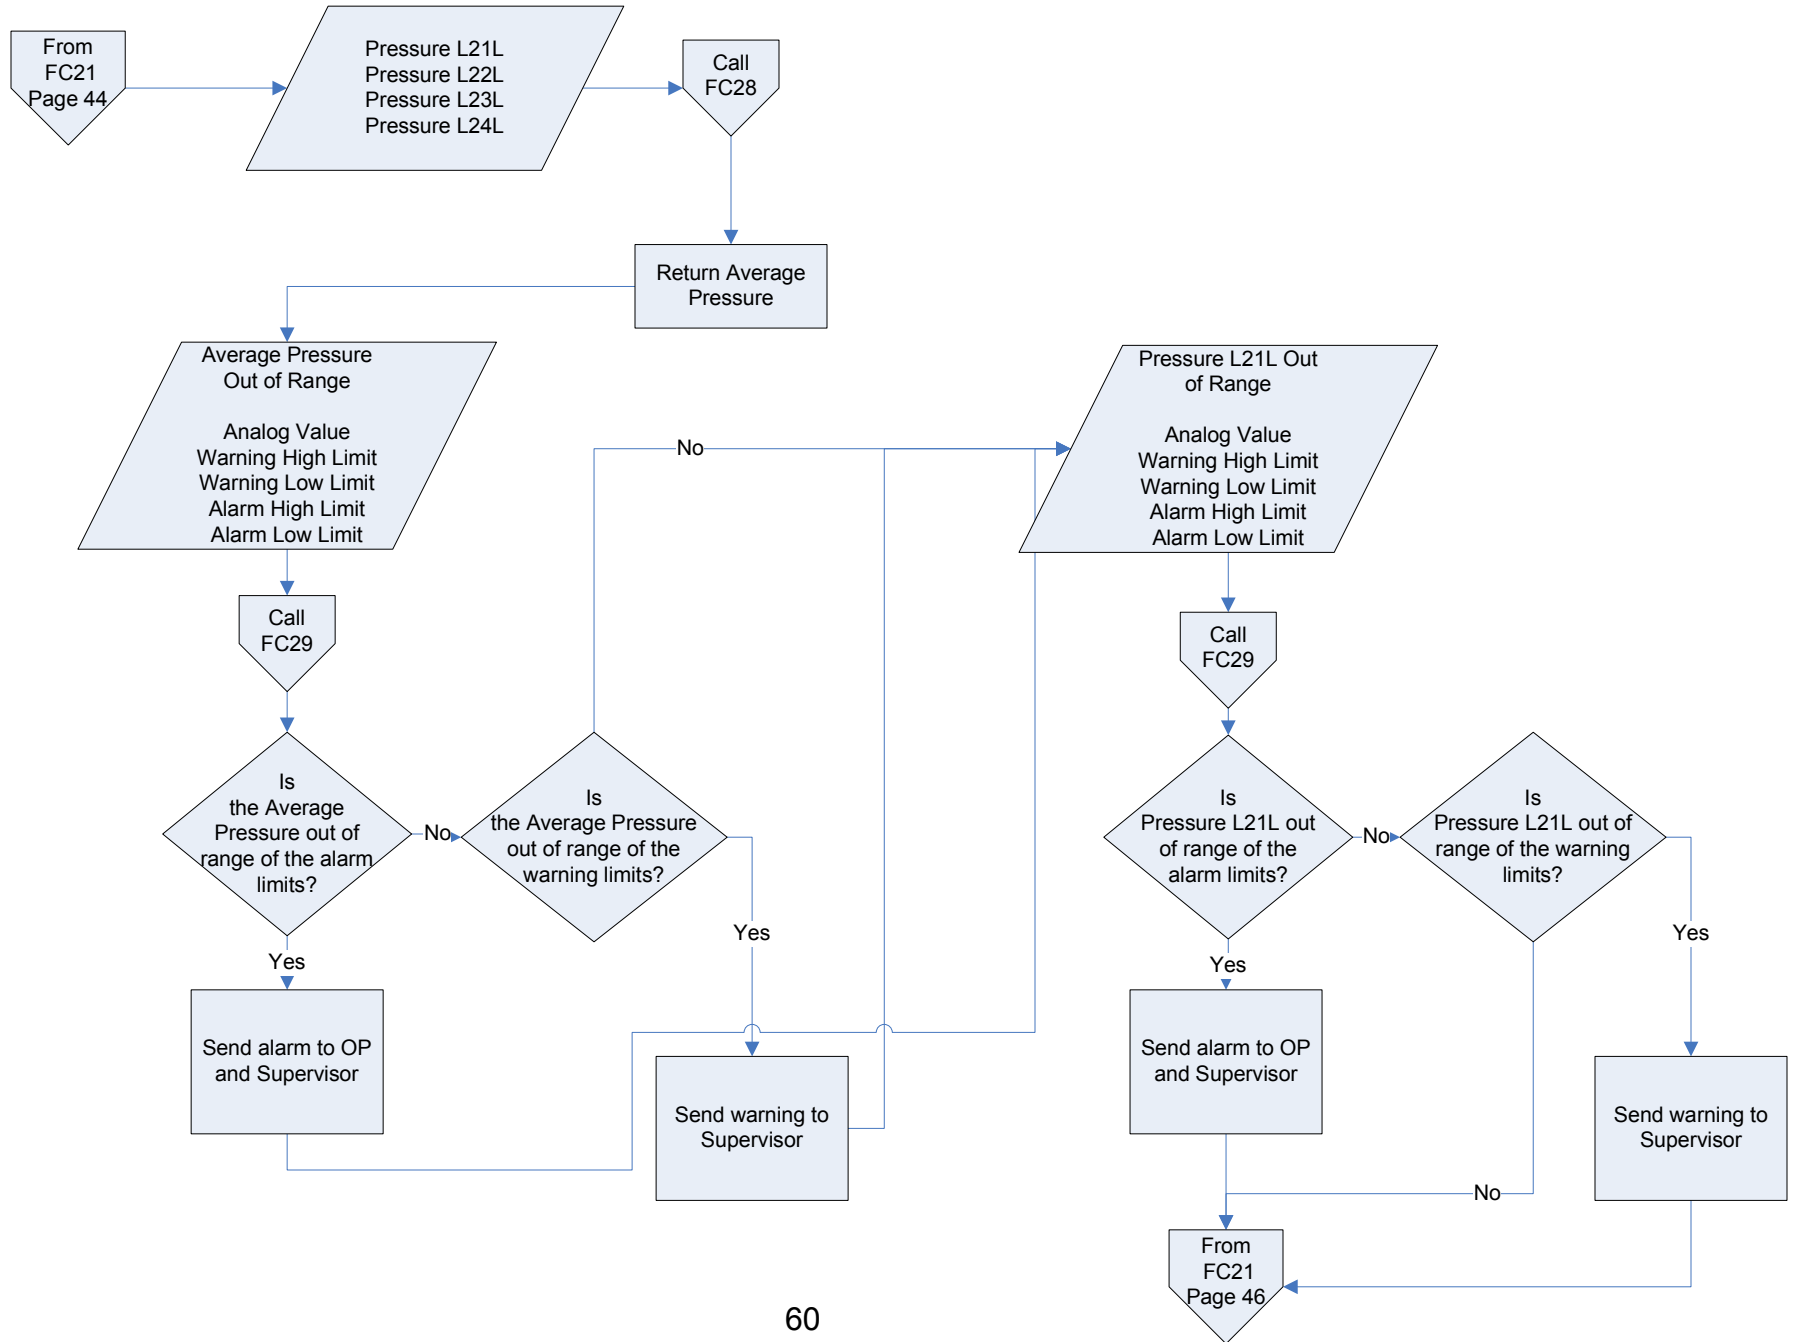 From
FC21
Page 44
Pressure L21L
Pressure L22L
Pressure L23L
Pressure L24L
Call
FC28
Return Average
Pressure
Average Pressure
Out of Range
Analog Value
Warning High Limit
Warning Low Limit
Alarm High Limit
Alarm Low Limit
Call
FC29
Is
the Average
Pressure out of
range of the alarm
limits?
No
Is
the Average Pressure
out of range of the
warning limits?
No
Yes
Yes
Send alarm to OP
and Supervisor
Send warning to
Supervisor
Pressure L21L Out
of Range
Analog Value
Warning High Limit
Warning Low Limit
Alarm High Limit
Alarm Low Limit
Call
FC29
Is
Pressure L21L out
of range of the
alarm limits?
No
Is
Pressure L21L out of
range of the warning
limits?
Yes
Yes
Send alarm to OP
and Supervisor
Send warning to
Supervisor
No
From
FC21
Page 46
60